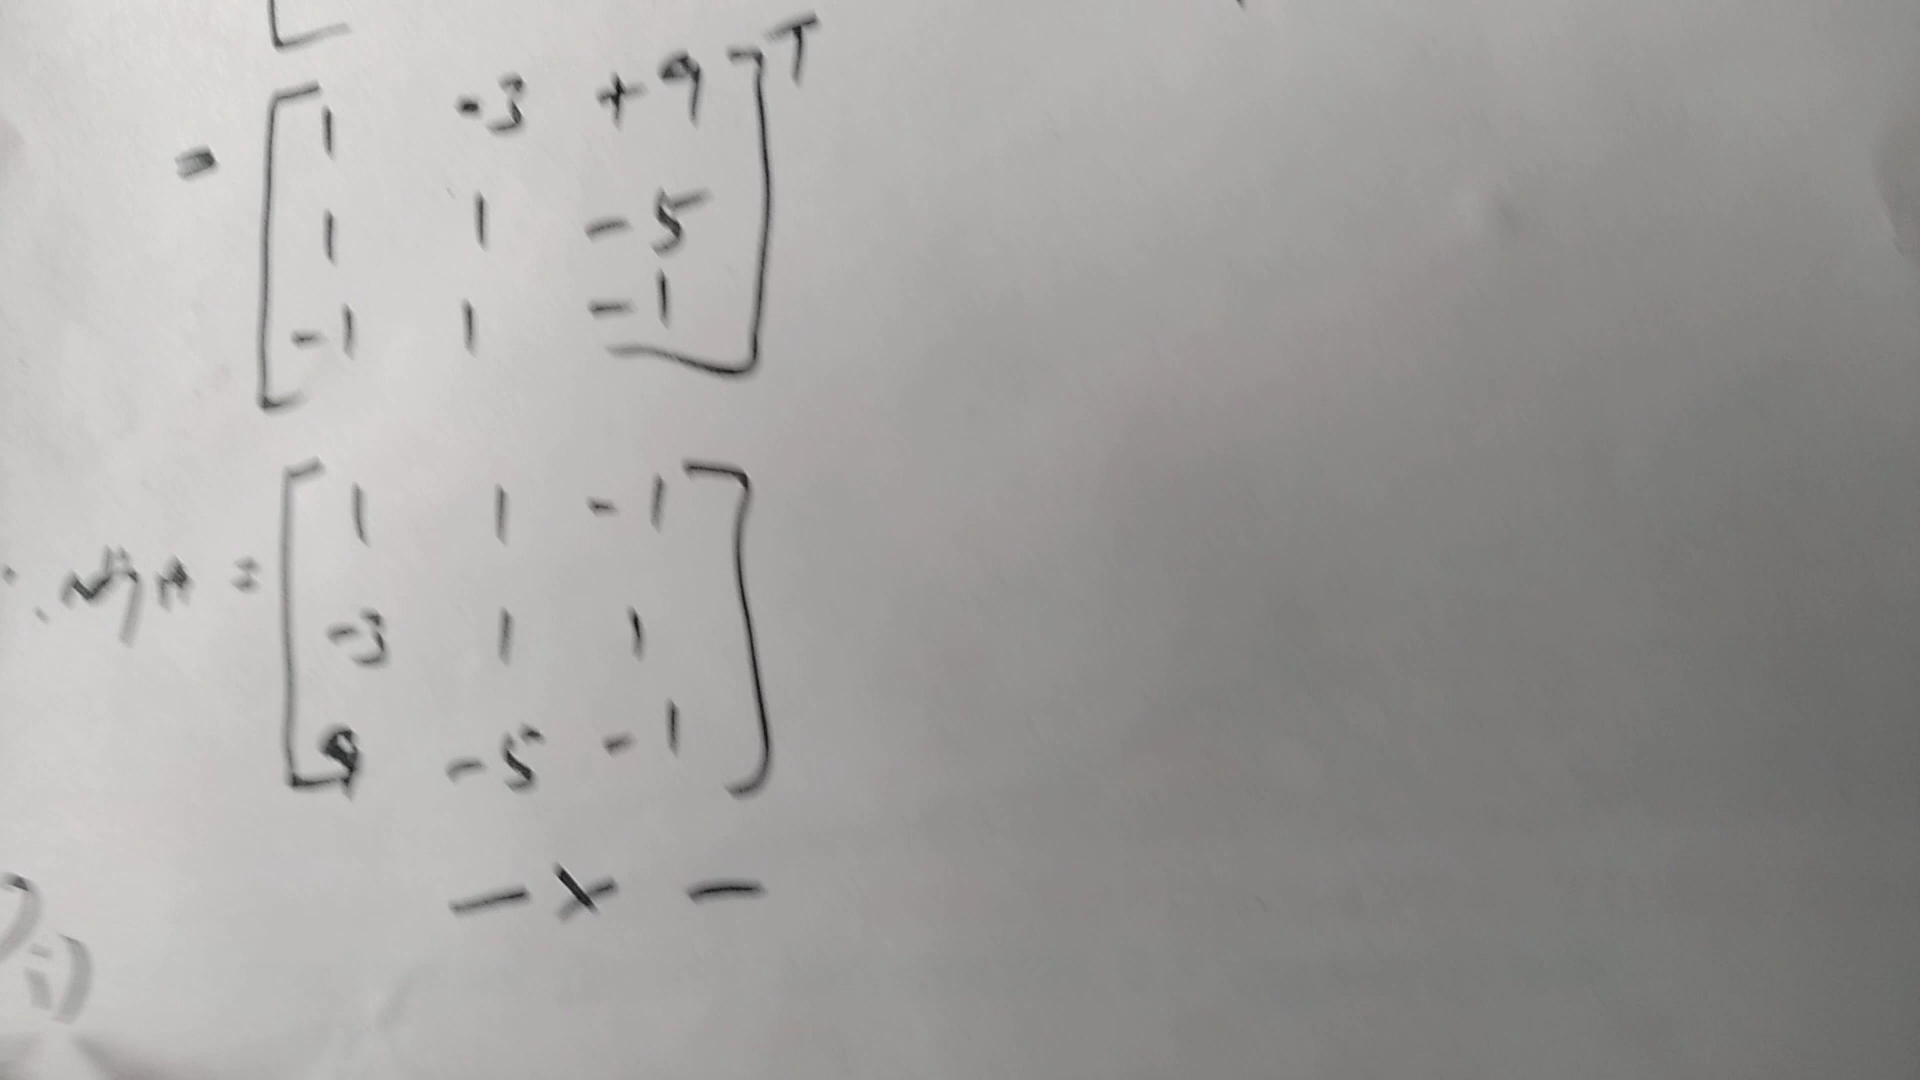 = [ 1 -3 +9 ]T
1 1 -5
-1 1 -1
∴ Adj A = [ 1 1 -1 ]
-3 1 1
9 -5 -1
— x —